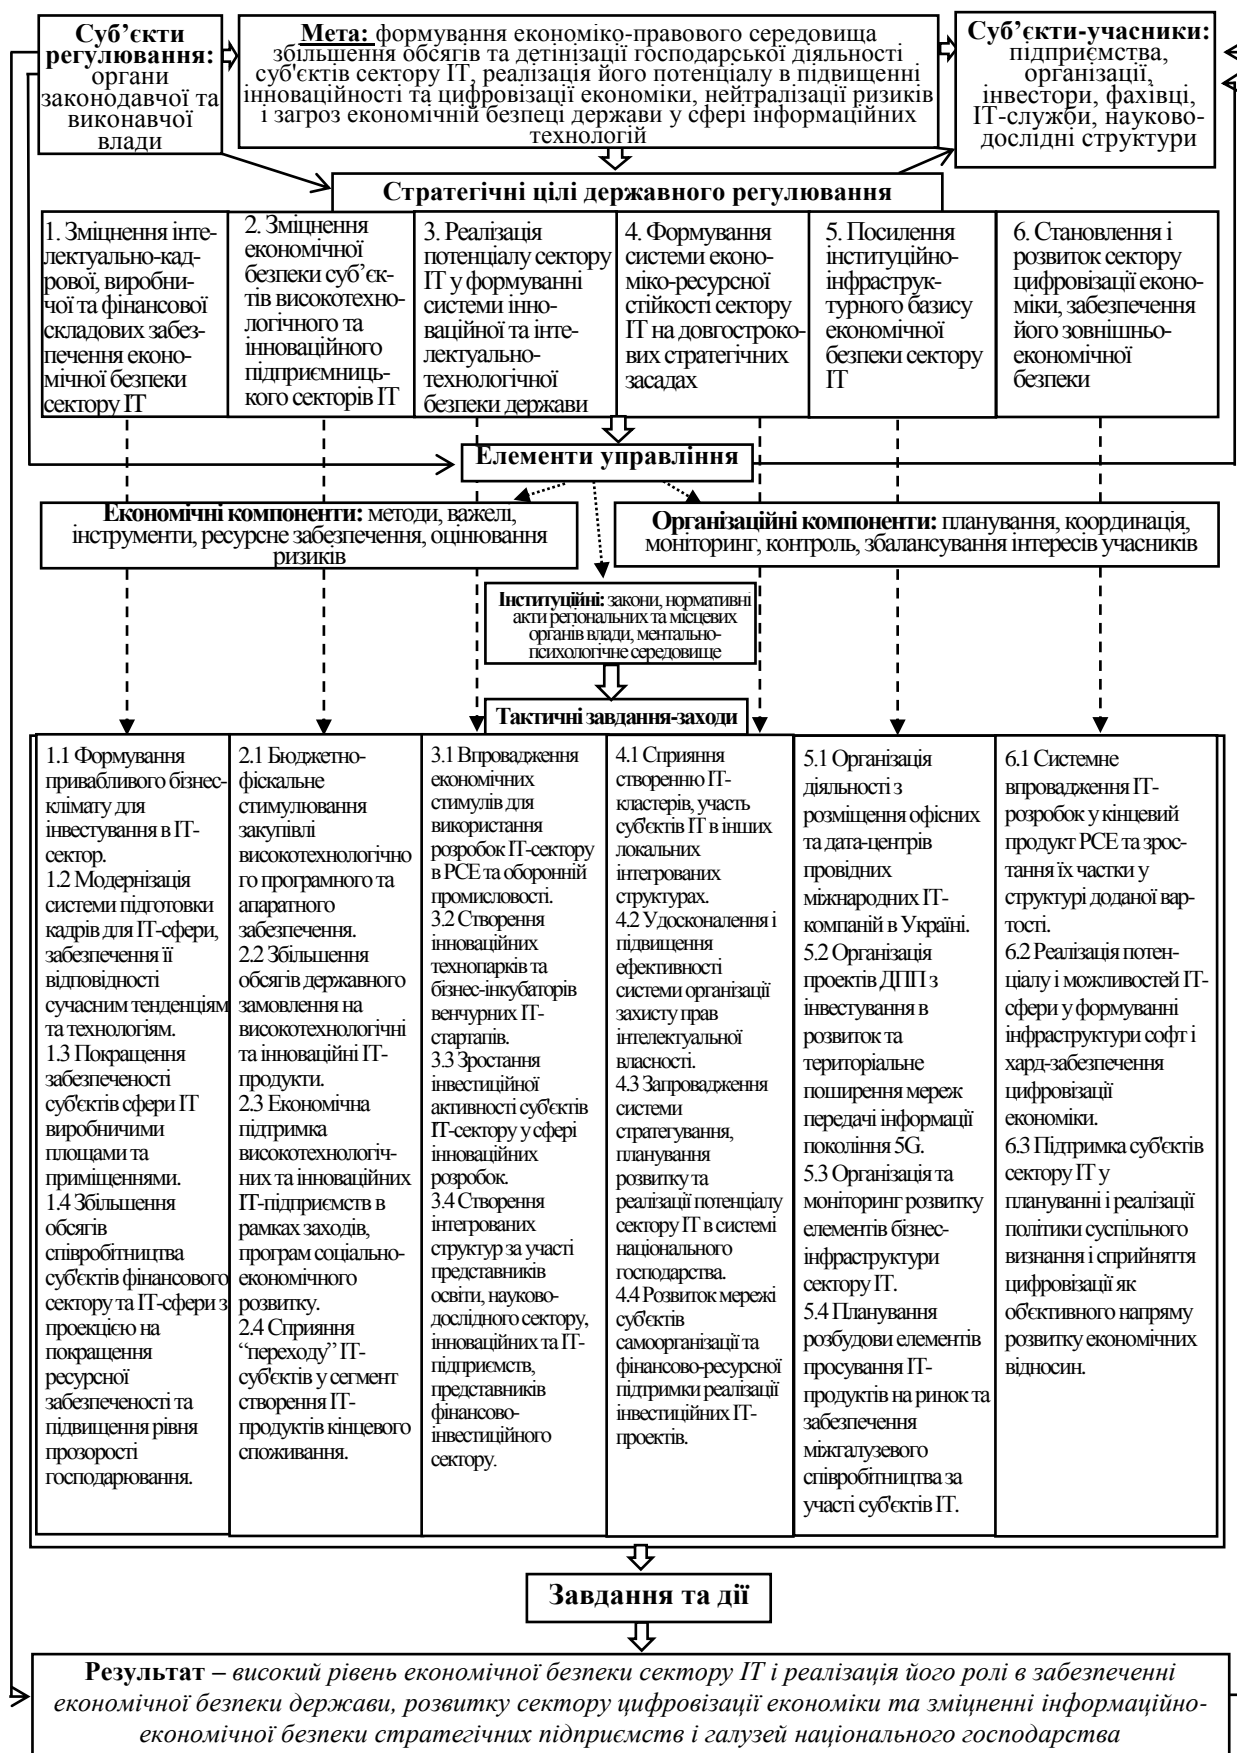 Суб’єкти
регулювання:
органи
законодавчої та
виконавчої
влади
Мета: формування економіко-правового середовища
збільшення обсягів та детінізації господарської діяльності
суб'єктів сектору ІТ, реалізація його потенціалу в підвищенні
інноваційності та цифровізації економіки, нейтралізації ризиків
і загроз економічній безпеці держави у сфері інформаційних
технологій
Суб’єкти-учасники:
підприємства,
організації,
інвестори, фахівці,
ІТ-служби, науково-
дослідні структури
Стратегічні цілі державного регулювання
1. Зміцнення інте-
лектуально-кад-
рової, виробни-
чої та фінансової
складових забез-
печення еконо-
мічної безпеки
сектору ІТ
2. Зміцнення
економічної
безпеки суб’єк-
тів високотехно-
логічного та
інноваційного
підприємниць-
кого секторів ІТ
3. Реалізація
потенціалу сектору
ІТ у формуванні
системи інно-
ваційної та інте-
лектуально-
технологічної
безпеки держави
4. Формування
системи еконо-
міко-ресурсної
стійкості сектору
ІТ на довгостроко-
вих стратегічних
засадах
5. Посилення
інституційно-
інфраструк-
турного базису
економічної
безпеки сектору
ІТ
6. Становлення і
розвиток сектору
цифровізації еконо-
міки, забезпечення
його зовнішньо-
економічної
безпеки
Елементи управління
Економічні компоненти: методи, важелі,
інструменти, ресурсне забезпечення, оцінювання
ризиків
Організаційні компоненти: планування, координація,
моніторинг, контроль, збалансування інтересів учасників
Інституційні: закони, нормативні
акти регіональних та місцевих
органів влади, ментально-
психологічне середовище
Тактичні завдання-заходи
1.1 Формування
привабливого бізнес-
клімату для
інвестування в ІТ-
сектор.
1.2 Модернізація
системи підготовки
кадрів для ІТ-сфери,
забезпечення її
відповідності
сучасним тенденціям
та технологіям.
1.3 Покращення
забезпеченості
суб'єктів сфери ІТ
виробничими
площами та
приміщеннями.
1.4 Збільшення
обсягів
співробітництва
суб'єктів фінансового
сектору та ІТ-сфери з
проекцією на
покращення
ресурсної
забезпеченості та
підвищення рівня
прозорості
господарювання.
2.1 Бюджетно-
фіскальне
стимулювання
закупівлі
високотехнологічно
го програмного та
апаратного
забезпечення.
2.2 Збільшення
обсягів державного
замовлення на
високотехнологічні
та інноваційні ІТ-
продукти.
2.3 Економічна
підтримка
високотехнологіч-
них та інноваційних
ІТ-підприємств в
рамках заходів,
програм соціально-
економічного
розвитку.
2.4 Сприяння
“переходу” ІТ-
суб'єктів у сегмент
створення ІТ-
продуктів кінцевого
споживання.
3.1 Впровадження
економічних
стимулів для
використання
розробок ІТ-сектору
в РСЕ та оборонній
промисловості.
3.2 Створення
інноваційних
технопарків та
бізнес-інкубаторів
венчурних ІТ-
стартапів.
3.3 Зростання
інвестиційної
активності суб'єктів
ІТ-сектору у сфері
інноваційних
розробок.
3.4 Створення
інтегрованих
структур за участі
представників
освіти, науково-
дослідного сектору,
інноваційних та ІТ-
підприємств,
представників
фінансово-
інвестиційного
сектору.
4.1 Сприяння
створенню ІТ-
кластерів, участь
суб'єктів ІТ в інших
локальних
інтегрованих
структурах.
4.2 Удосконалення і
підвищення
ефективності
системи організації
захисту прав
інтелектуальної
власності.
4.3 Запровадження
системи
стратегування,
планування
розвитку та
реалізації потенціалу
сектору ІТ в системі
національного
господарства.
4.4 Розвиток мережі
суб'єктів
самоорганізації та
фінансово-ресурсної
підтримки реалізації
інвестиційних ІТ-
проектів.
5.1 Організація
діяльності з
розміщення офісних
та дата-центрів
провідних
міжнародних ІТ-
компаній в Україні.
5.2 Організація
проектів ДПП з
інвестування в
розвиток та
територіальне
поширення мереж
передачі інформації
покоління 5G.
5.3 Організація та
моніторинг розвитку
елементів бізнес-
інфраструктури
сектору ІТ.
5.4 Планування
розбудови елементів
просування ІТ-
продуктів на ринок та
забезпечення
міжгалузевого
співробітництва за
участі суб'єктів ІТ.
6.1 Системне
впровадження ІТ-
розробок у кінцевий
продукт РСЕ та зрос-
тання їх частки у
структурі доданої вар-
тості.
6.2 Реалізація потен-
ціалу і можливостей ІТ-
сфери у формуванні
інфраструктури софт і
хард-забезпечення
цифровізації
економіки.
6.3 Підтримка суб'єктів
сектору ІТ у
плануванні і реалізації
політики суспільного
визнання і сприйняття
цифровізації як
об'єктивного напряму
розвитку економічних
відносин.
Завдання та дії
Результат – високий рівень економічної безпеки сектору ІТ і реалізація його ролі в забезпеченні
економічної безпеки держави, розвитку сектору цифровізації економіки та зміцненні інформаційно-
економічної безпеки стратегічних підприємств і галузей національного господарства